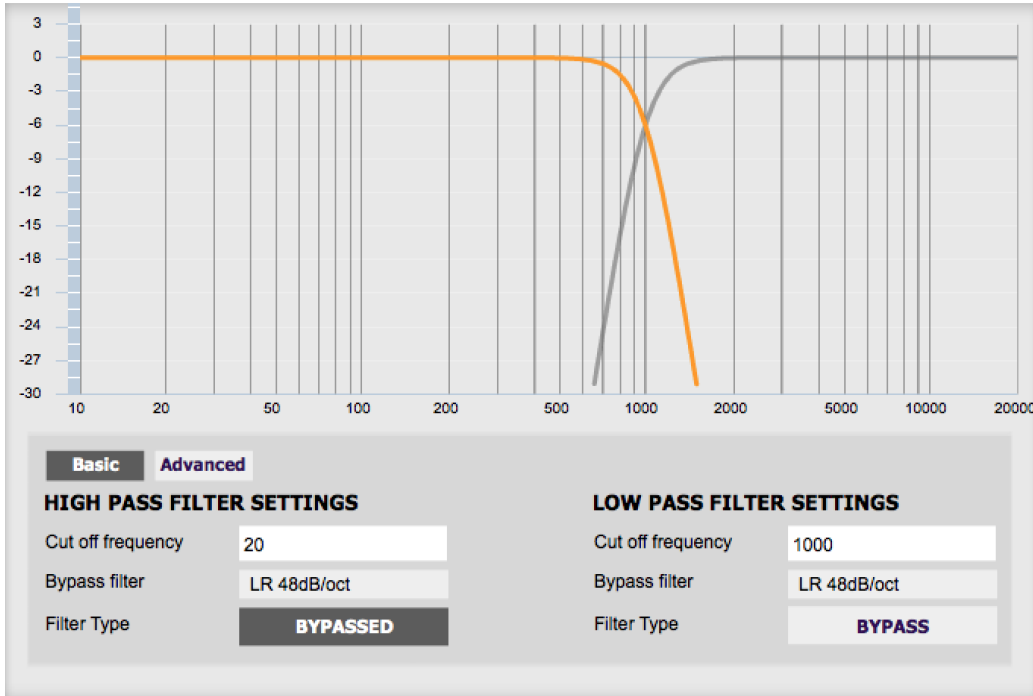 3
0
-3
-6
-9
-12
-15
-18
-21
-24
-27
-30
10 20 50 100 200 500 1000 2000 5000 10000 20000
Basic Advanced
HIGH PASS FILTER SETTINGS LOW PASS FILTER SETTINGS
Cut off frequency 20 Cut off frequency 1000
Bypass filter LR 48dB/oct Bypass filter LR 48dB/oct
Filter Type BYPASSED Filter Type BYPASS